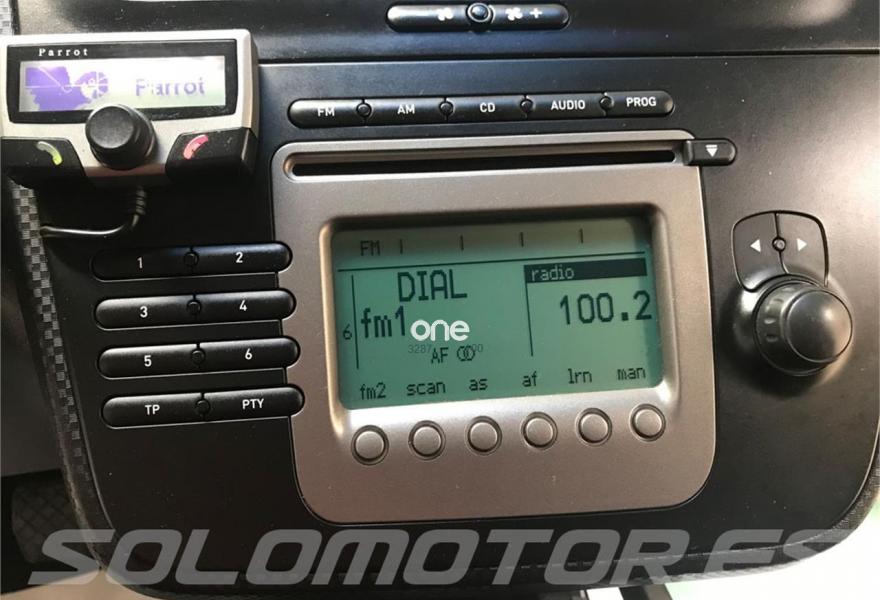 Parrot
Parrot
FM AM CD AUDIO PROG
1 2
3 4
5 6
TP PTY
FM
DIAL
radio
100.2
6 fm1
one
AF
fm2 scan as af lrn man
SOLOMOTOR.ES